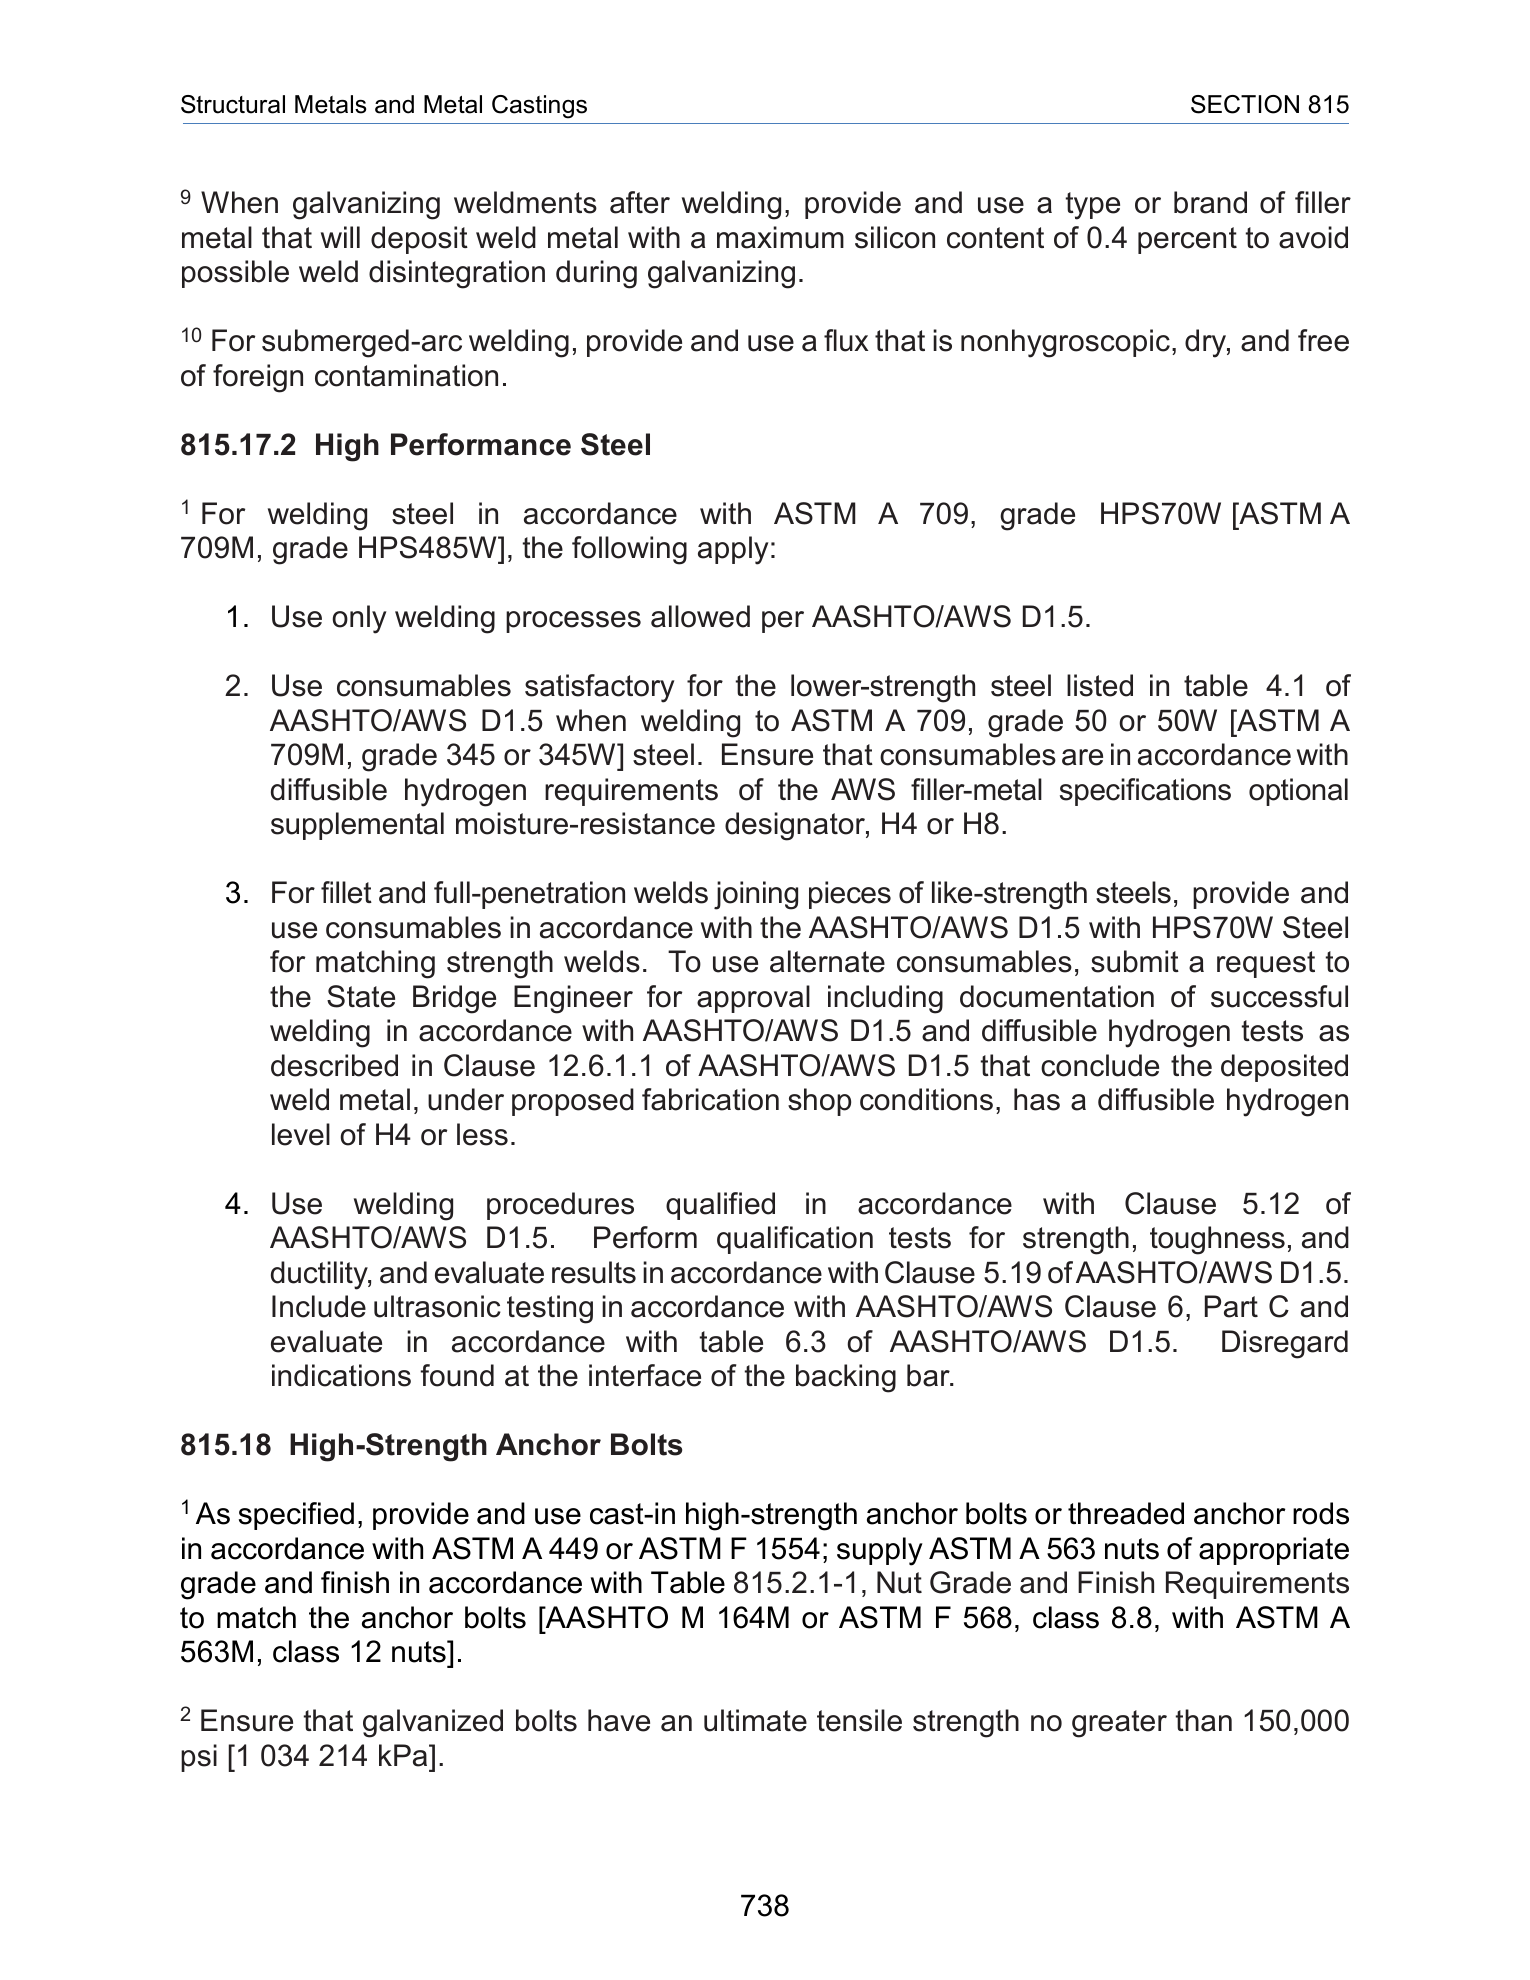 Structural Metals and Metal Castings SECTION 815
9 When galvanizing weldments after welding, provide and use a type or brand of filler
metal that will deposit weld metal with a maximum silicon content of 0.4 percent to avoid
possible weld disintegration during galvanizing.
10 For submerged-arc welding, provide and use a flux that is nonhygroscopic, dry, and free
of foreign contamination.
815.17.2 High Performance Steel
1 For welding steel in accordance with ASTM A 709, grade HPS70W [ASTM A
709M, grade HPS485W], the following apply:
1. Use only welding processes allowed per AASHTO/AWS D1.5.
2. Use consumables satisfactory for the lower-strength steel listed in table 4.1 of
AASHTO/AWS D1.5 when welding to ASTM A 709, grade 50 or 50W [ASTM A
709M, grade 345 or 345W] steel. Ensure that consumables are in accordance with
diffusible hydrogen requirements of the AWS filler-metal specifications optional
supplemental moisture-resistance designator, H4 or H8.
3. For fillet and full-penetration welds joining pieces of like-strength steels, provide and
use consumables in accordance with the AASHTO/AWS D1.5 with HPS70W Steel
for matching strength welds. To use alternate consumables, submit a request to
the State Bridge Engineer for approval including documentation of successful
welding in accordance with AASHTO/AWS D1.5 and diffusible hydrogen tests as
described in Clause 12.6.1.1 of AASHTO/AWS D1.5 that conclude the deposited
weld metal, under proposed fabrication shop conditions, has a diffusible hydrogen
level of H4 or less.
4. Use welding procedures qualified in accordance with Clause 5.12 of
AASHTO/AWS D1.5. Perform qualification tests for strength, toughness, and
ductility, and evaluate results in accordance with Clause 5.19 of AASHTO/AWS D1.5.
Include ultrasonic testing in accordance with AASHTO/AWS Clause 6, Part C and
evaluate in accordance with table 6.3 of AASHTO/AWS D1.5. Disregard
indications found at the interface of the backing bar.
815.18 High-Strength Anchor Bolts
1 As specified, provide and use cast-in high-strength anchor bolts or threaded anchor rods
in accordance with ASTM A 449 or ASTM F 1554; supply ASTM A 563 nuts of appropriate
grade and finish in accordance with Table 815.2.1-1, Nut Grade and Finish Requirements
to match the anchor bolts [AASHTO M 164M or ASTM F 568, class 8.8, with ASTM A
563M, class 12 nuts].
2 Ensure that galvanized bolts have an ultimate tensile strength no greater than 150,000
psi [1 034 214 kPa].
738